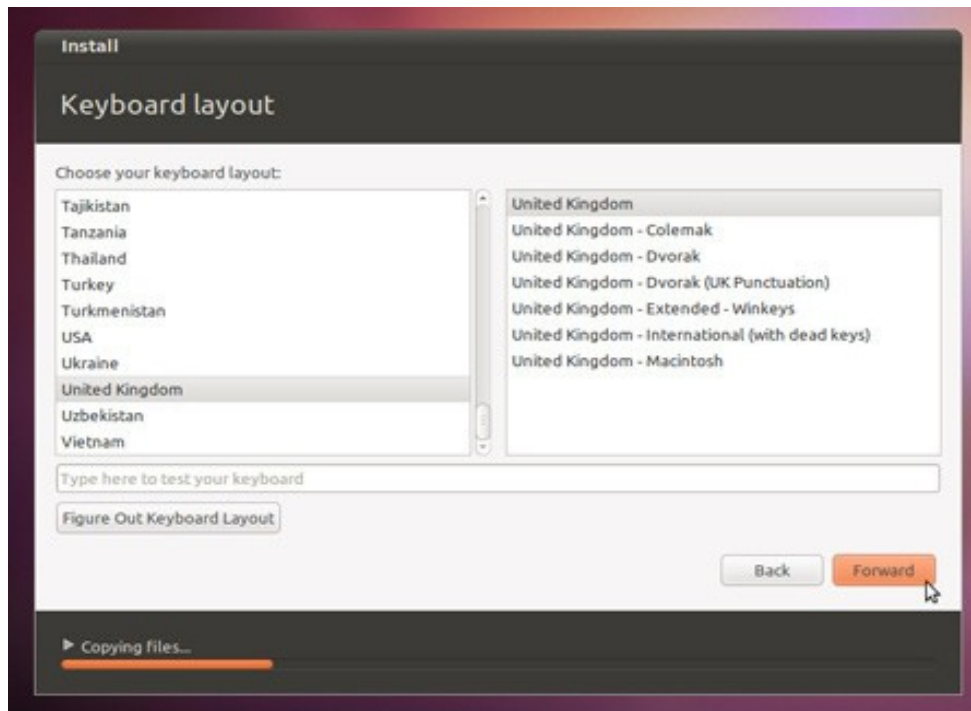 Install
Keyboard layout
Choose your keyboard layout:
Tajikistan
Tanzania
Thailand
Turkey
Turkmenistan
USA
Ukraine
United Kingdom
Uzbekistan
Vietnam
United Kingdom
United Kingdom - Colemak
United Kingdom - Dvorak
United Kingdom - Dvorak (UK Punctuation)
United Kingdom - Extended - Winkeys
United Kingdom - International (with dead keys)
United Kingdom - Macintosh
Type here to test your keyboard
Figure Out Keyboard Layout
Back
Forward
Copying files...